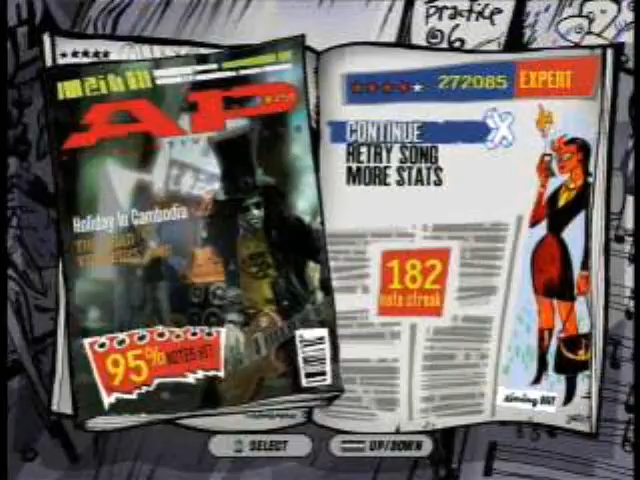 practice
@6
AP
Holiday In Cambodia
95% NOTES HIT
272085 EXPERT
CONTINUE
RETRY SONG
MORE STATS
182
note streak
SELECT
UP/DOWN